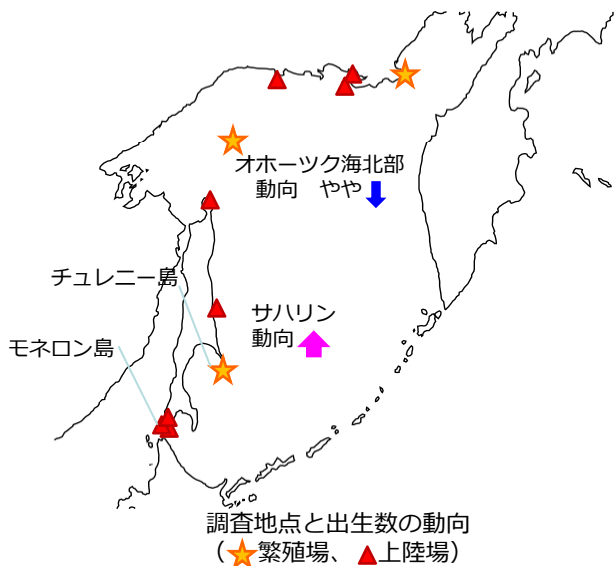 オホーツク海北部
動向 やや
チュレニー島
サハリン
動向
モネロン島
調査地点と出生数の動向
(繁殖場、 上陸場)